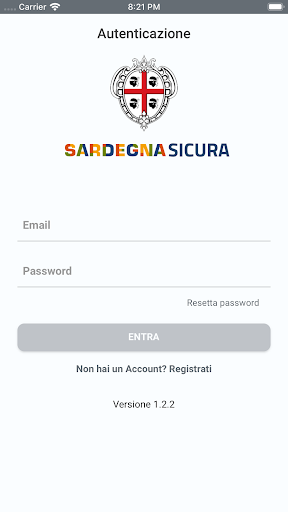 Carrier 8:21 PM
Autenticazione
SARDEGNA SICURA
Email
Password
Resetta password
ENTRA
Non hai un Account? Registrati
Versione 1.2.2